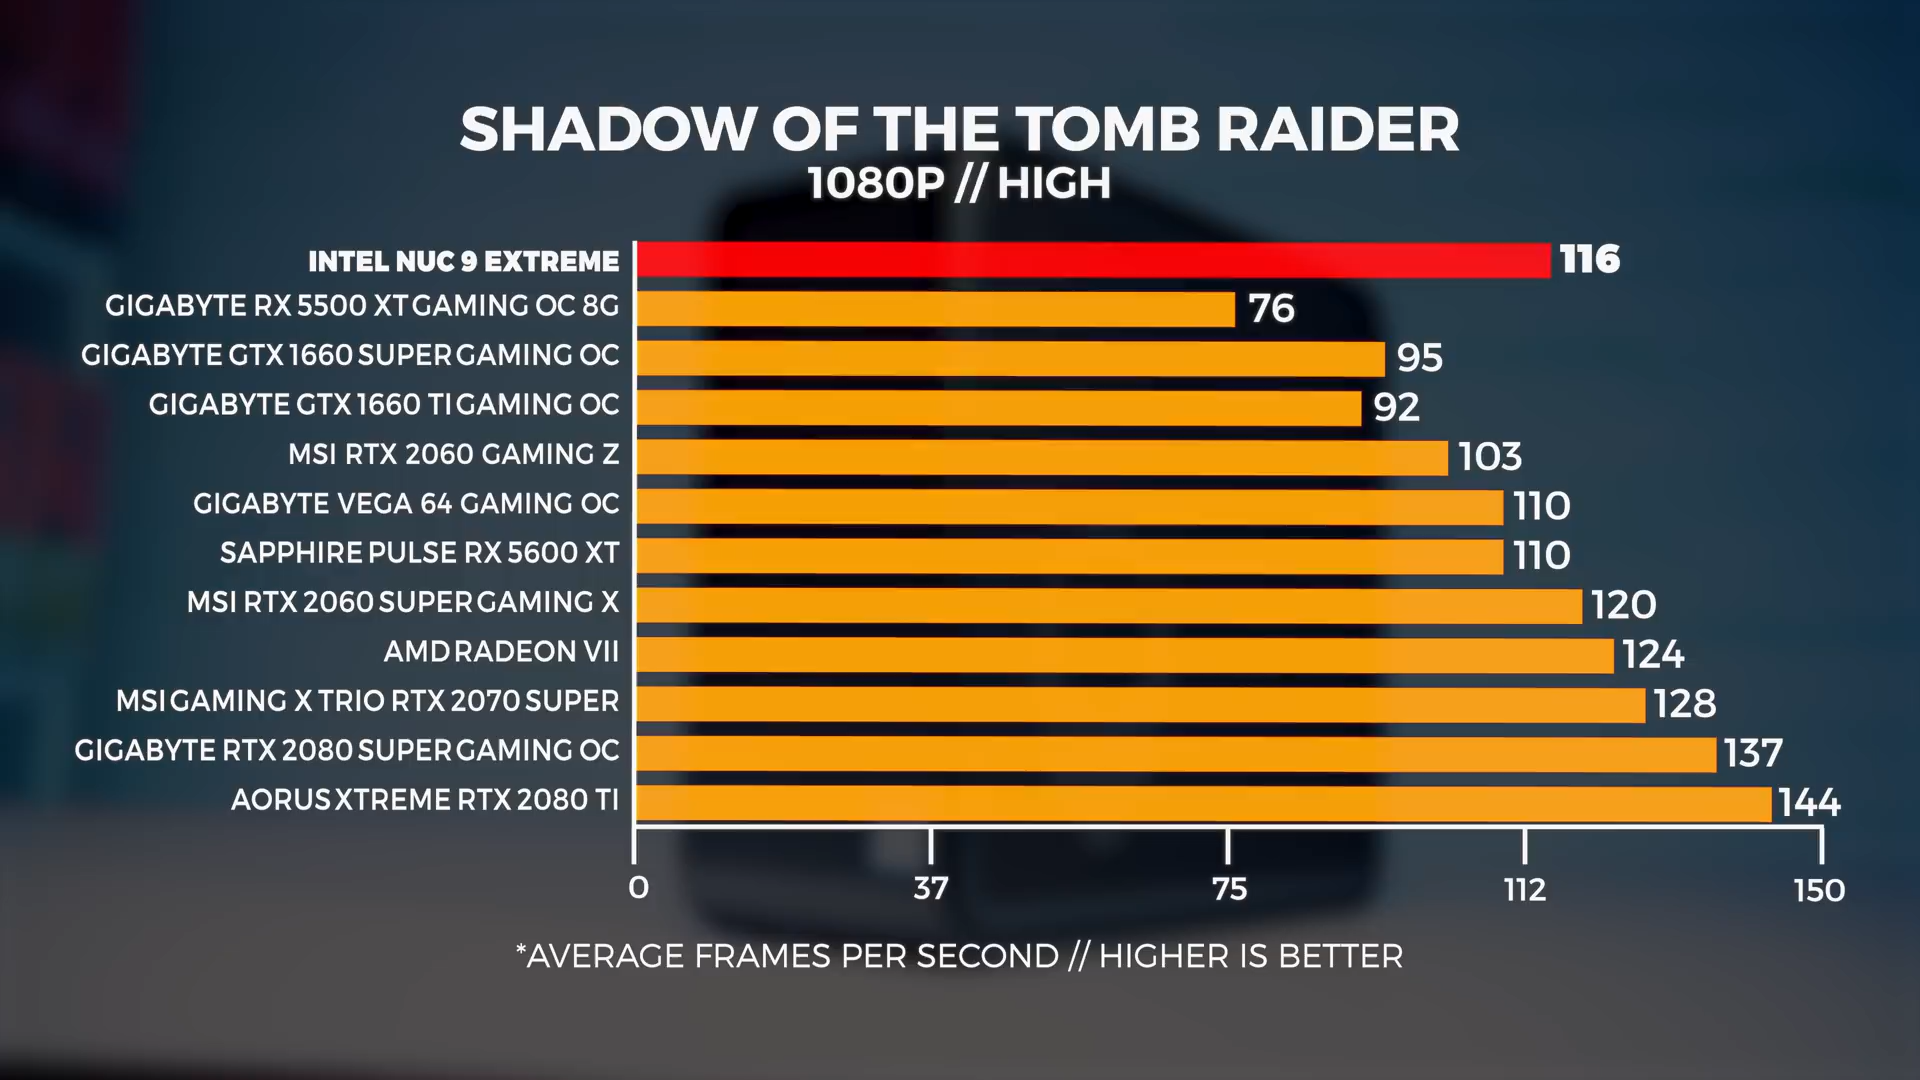 SHADOW OF THE TOMB RAIDER
1080P // HIGH
INTEL NUC 9 EXTREME 116
GIGABYTE RX 5500 XT GAMING OC 8G 76
GIGABYTE GTX 1660 SUPER GAMING OC 95
GIGABYTE GTX 1660 TI GAMING OC 92
MSI RTX 2060 GAMING Z 103
GIGABYTE VEGA 64 GAMING OC 110
SAPPHIRE PULSE RX 5600 XT 110
MSI RTX 2060 SUPER GAMING X 120
AMD RADEON VII 124
MSI GAMING X TRIO RTX 2070 SUPER 128
GIGABYTE RTX 2080 SUPER GAMING OC 137
AORUS XTREME RTX 2080 TI 144
0 37 75 112 150
*AVERAGE FRAMES PER SECOND // HIGHER IS BETTER